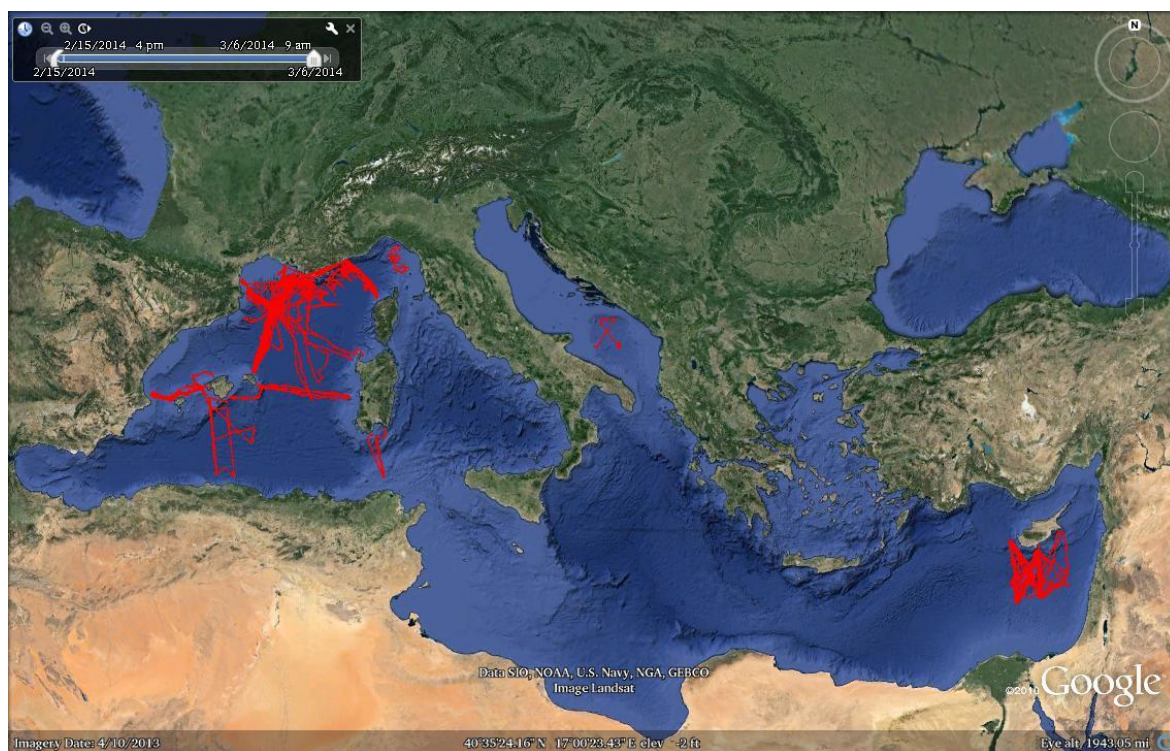 2/15/2014 4 pm 3/6/2014 9 am
2/15/2014 3/6/2014
N
Data SIO, NOAA, U.S. Navy, NGA, GEBCO
Image Landsat
Google
Imagery Date: 4/10/2013 40°35'24.16" N 17°00'23.43" E elev -2 ft Eye alt 1943.05 mi